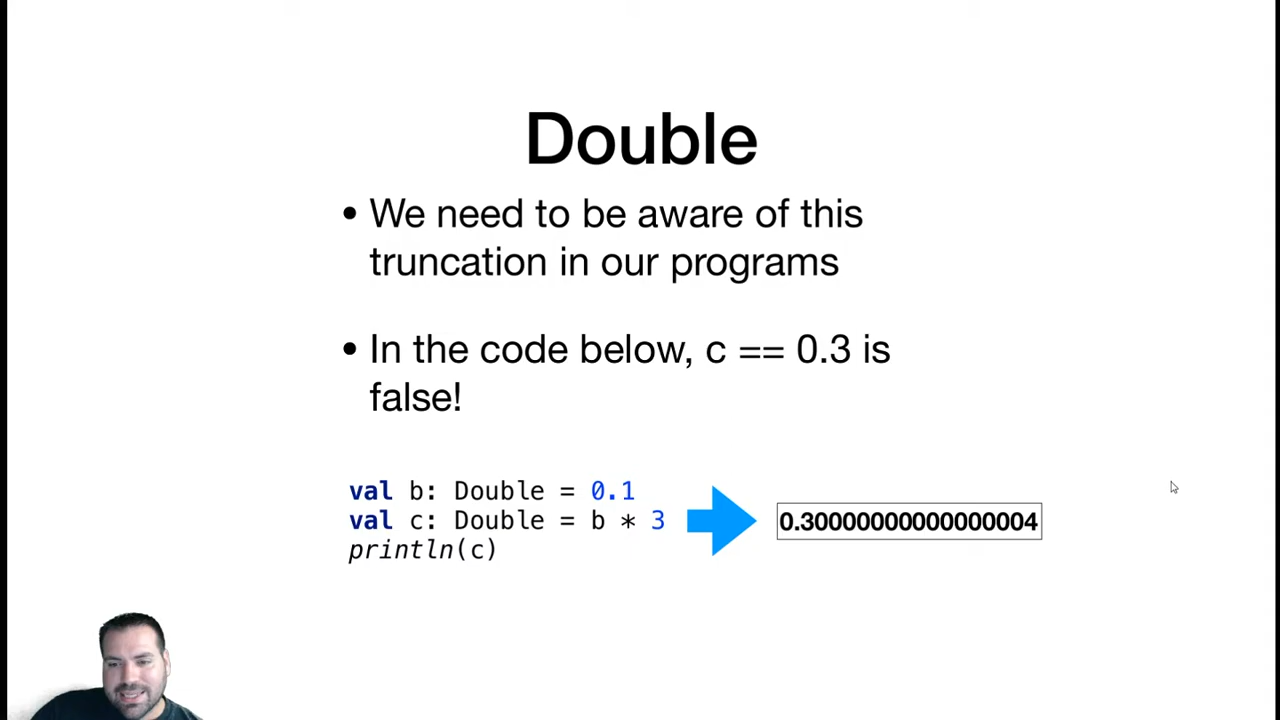 Double
• We need to be aware of this
truncation in our programs
• In the code below, c == 0.3 is
false!
val b: Double = 0.1
val c: Double = b * 3
println(c)
0.30000000000000004